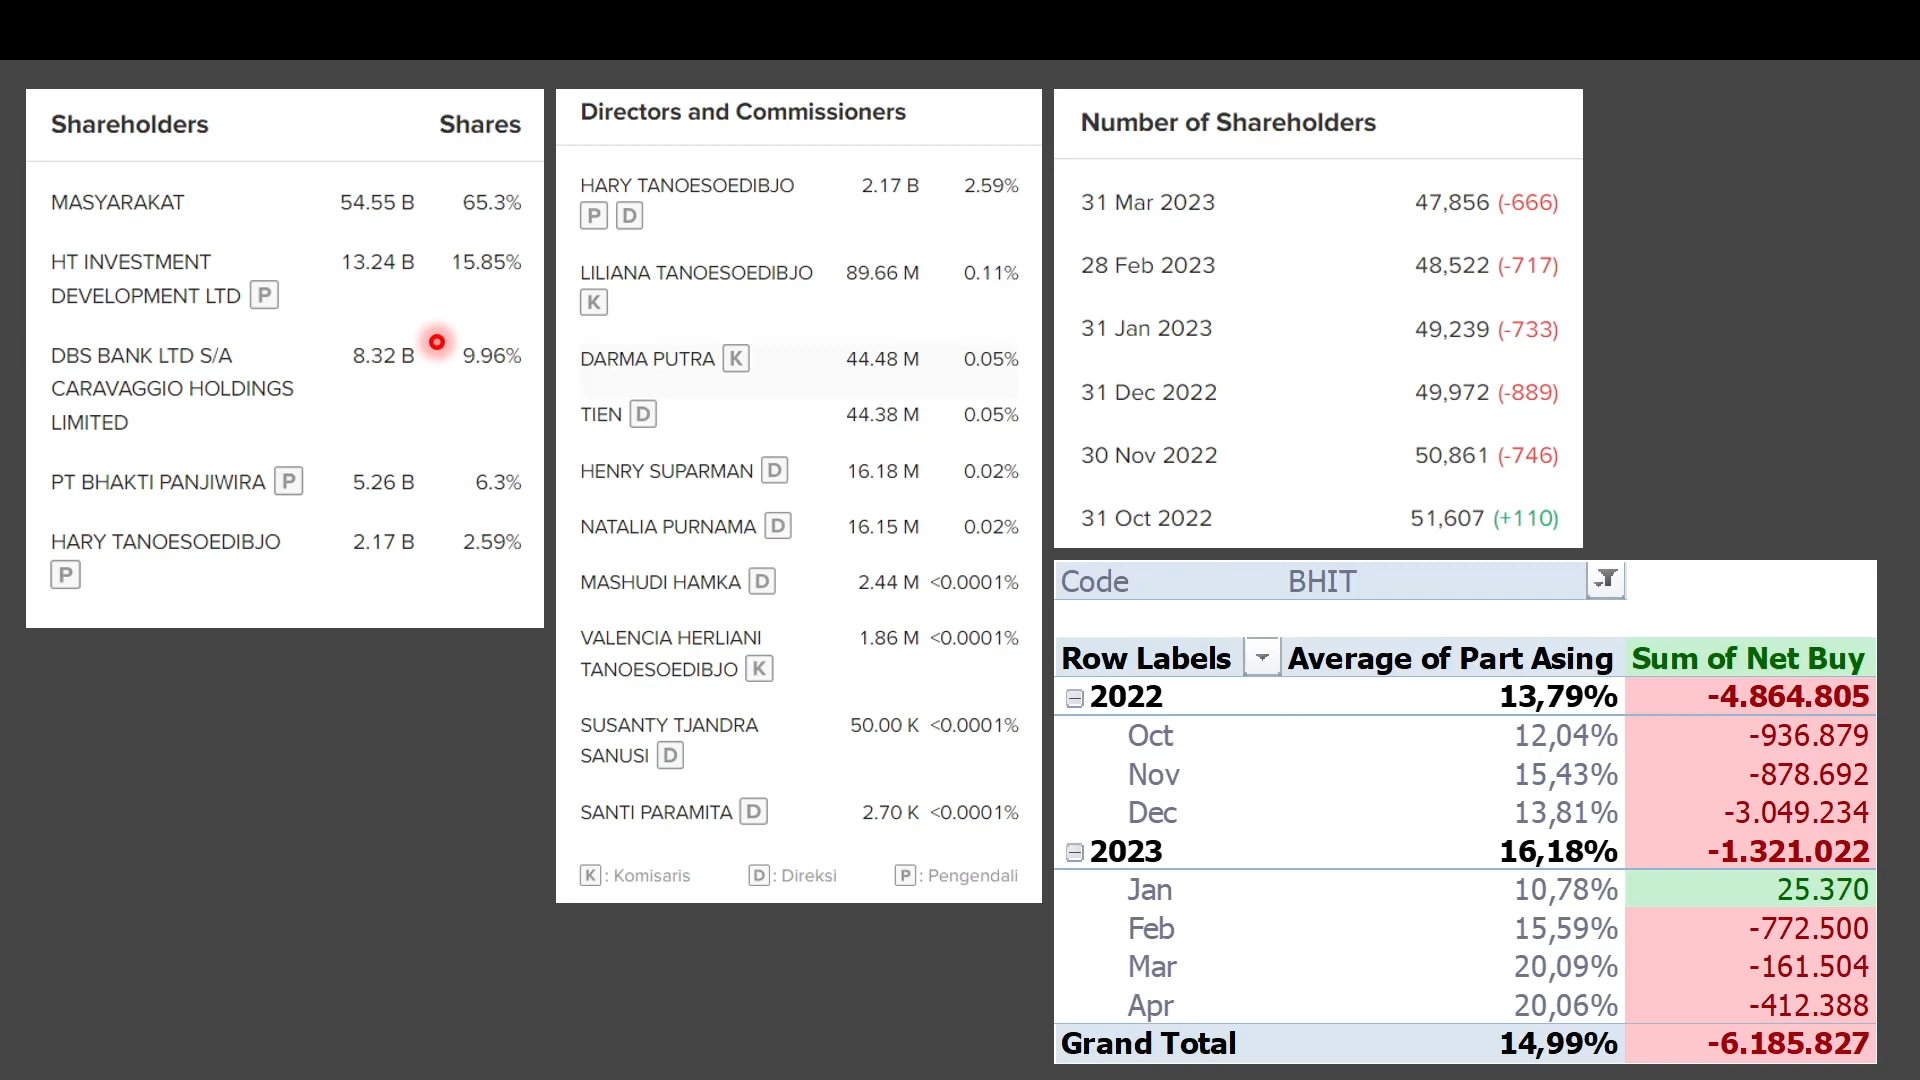 Shareholders Shares
MASYARAKAT 54.55 B 65.3%
HT INVESTMENT 13.24 B 15.85%
DEVELOPMENT LTD P
DBS BANK LTD S/A 8.32 B 9.96%
CARAVAGGIO HOLDINGS
LIMITED
PT BHAKTI PANJIWIRA P 5.26 B 6.3%
HARY TANOESOEDIBJO 2.17 B 2.59%
P
Directors and Commissioners
HARY TANOESOEDIBJO 2.17 B 2.59%
P D
LILIANA TANOESOEDIBJO 89.66 M 0.11%
K
DARMA PUTRA K 44.48 M 0.05%
TIEN D 44.38 M 0.05%
HENRY SUPARMAN D 16.18 M 0.02%
NATALIA PURNAMA D 16.15 M 0.02%
MASHUDI HAMKA D 2.44 M <0.0001%
VALENCIA HERLIANI 1.86 M <0.0001%
TANOESOEDIBJO K
SUSANTY TJANDRA 50.00 K <0.0001%
SANUSI D
SANTI PARAMITA D 2.70 K <0.0001%
K : Komisaris D : Direksi P : Pengendali
Number of Shareholders
31 Mar 2023 47,856 (-666)
28 Feb 2023 48,522 (-717)
31 Jan 2023 49,239 (-733)
31 Dec 2022 49,972 (-889)
30 Nov 2022 50,861 (-746)
31 Oct 2022 51,607 (+110)
Code BHIT
Row Labels Average of Part Asing Sum of Net Buy
2022 13,79% -4.864.805
Oct 12,04% -936.879
Nov 15,43% -878.692
Dec 13,81% -3.049.234
2023 16,18% -1.321.022
Jan 10,78% 25.370
Feb 15,59% -772.500
Mar 20,09% -161.504
Apr 20,06% -412.388
Grand Total 14,99% -6.185.827